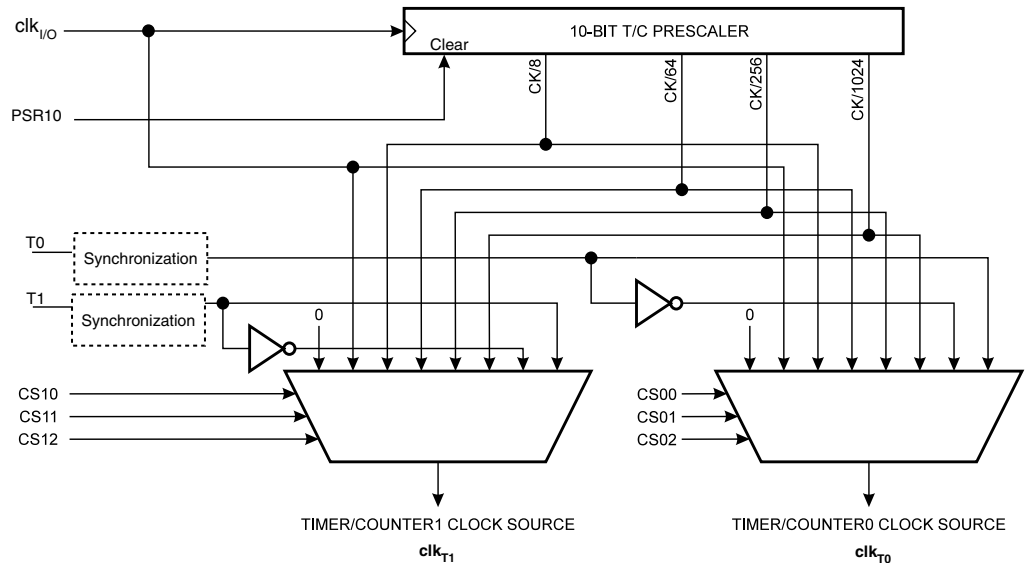 clkI/O
10-BIT T/C PRESCALER
Clear
CK/8
CK/64
CK/256
CK/1024
PSR10
T0
Synchronization
T1
Synchronization
0
0
CS10
CS11
CS12
CS00
CS01
CS02
TIMER/COUNTER1 CLOCK SOURCE
clkT1
TIMER/COUNTER0 CLOCK SOURCE
clkT0